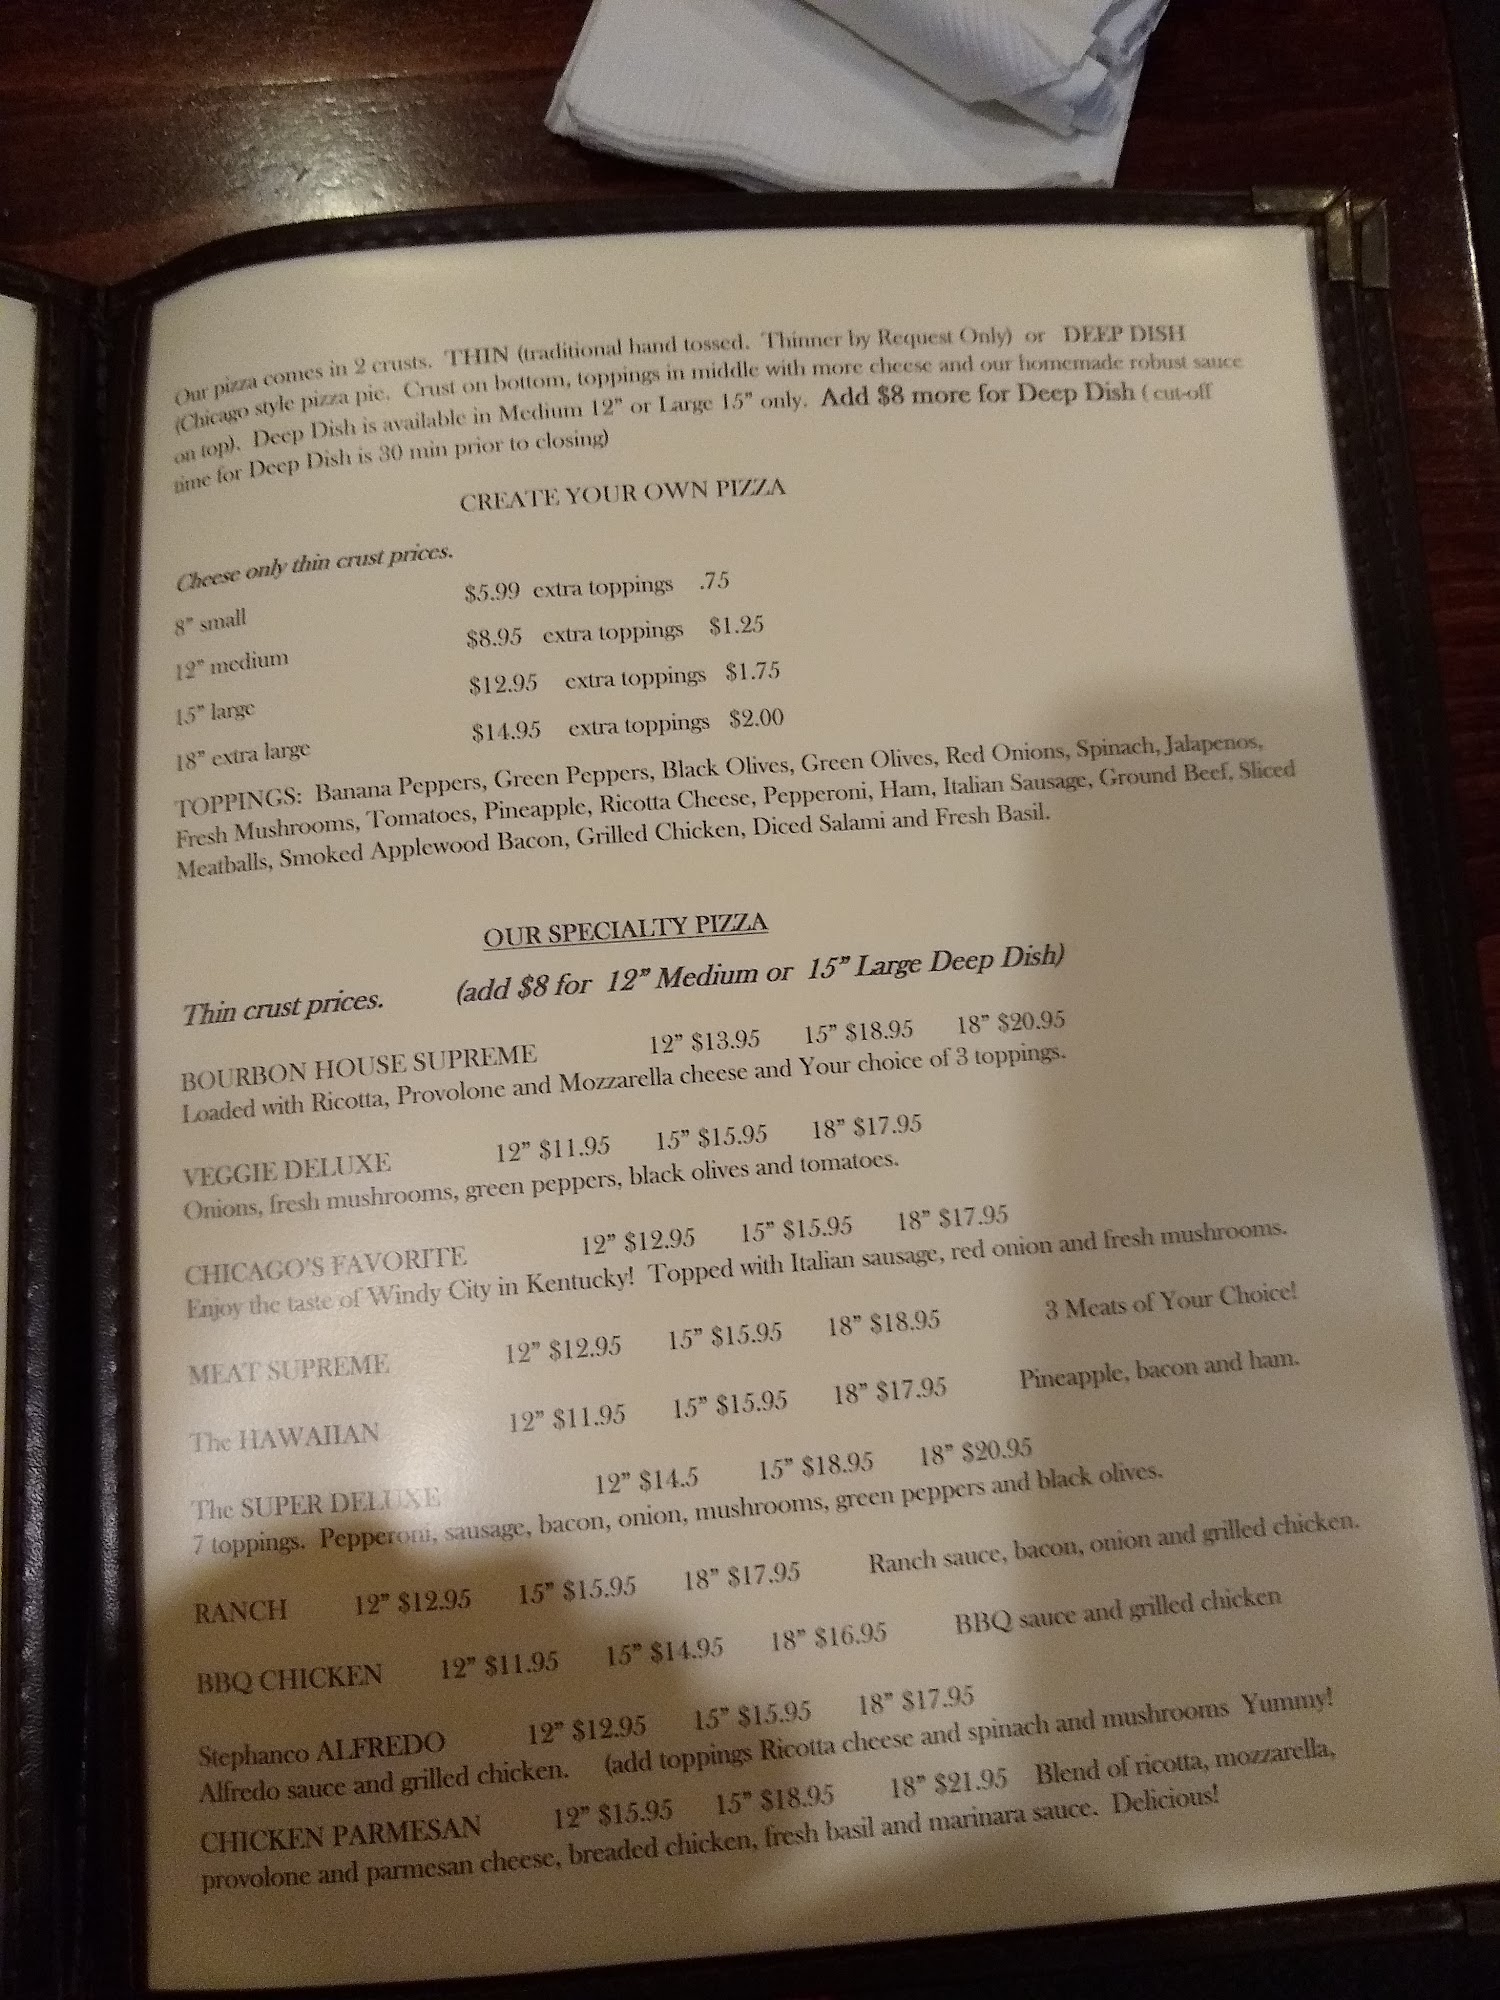 Our pizza comes in 2 crusts. THIN (traditional hand tossed. Thinner by Request Only) or DEEP DISH
(Chicago style pizza pie. Crust on bottom, toppings in middle with more cheese and our homemade robust sauce
on top). Deep Dish is available in Medium 12” or Large 15” only. Add $8 more for Deep Dish ( cut-off
time for Deep Dish is 30 min prior to closing)
CREATE YOUR OWN PIZZA
Cheese only thin crust prices.
8” small $5.99 extra toppings .75
12” medium $8.95 extra toppings $1.25
15” large $12.95 extra toppings $1.75
18” extra large $14.95 extra toppings $2.00
TOPPINGS: Banana Peppers, Green Peppers, Black Olives, Green Olives, Red Onions, Spinach, Jalapenos,
Fresh Mushrooms, Tomatoes, Pineapple, Ricotta Cheese, Pepperoni, Ham, Italian Sausage, Ground Beef, Sliced
Meatballs, Smoked Applewood Bacon, Grilled Chicken, Diced Salami and Fresh Basil.
OUR SPECIALTY PIZZA
Thin crust prices. (add $8 for 12” Medium or 15” Large Deep Dish)
BOURBON HOUSE SUPREME 12” $13.95 15” $18.95 18” $20.95
Loaded with Ricotta, Provolone and Mozzarella cheese and Your choice of 3 toppings.
VEGGIE DELUXE 12” $11.95 15” $15.95 18” $17.95
Onions, fresh mushrooms, green peppers, black olives and tomatoes.
CHICAGO’S FAVORITE 12” $12.95 15” $15.95 18” $17.95
Enjoy the taste of Windy City in Kentucky! Topped with Italian sausage, red onion and fresh mushrooms.
MEAT SUPREME 12” $12.95 15” $15.95 18” $18.95 3 Meats of Your Choice!
The HAWAIIAN 12” $11.95 15” $15.95 18” $17.95 Pineapple, bacon and ham.
The SUPER DELUXE 12” $14.5 15” $18.95 18” $20.95
7 toppings. Pepperoni, sausage, bacon, onion, mushrooms, green peppers and black olives.
RANCH 12” $12.95 15” $15.95 18” $17.95 Ranch sauce, bacon, onion and grilled chicken.
BBQ CHICKEN 12” $11.95 15” $14.95 18” $16.95 BBQ sauce and grilled chicken
Stephanco ALFREDO 12” $12.95 15” $15.95 18” $17.95
Alfredo sauce and grilled chicken. (add toppings Ricotta cheese and spinach and mushrooms Yummy!
CHICKEN PARMESAN 12” $15.95 15” $18.95 18” $21.95 Blend of ricotta, mozzarella,
provolone and parmesan cheese, breaded chicken, fresh basil and marinara sauce. Delicious!